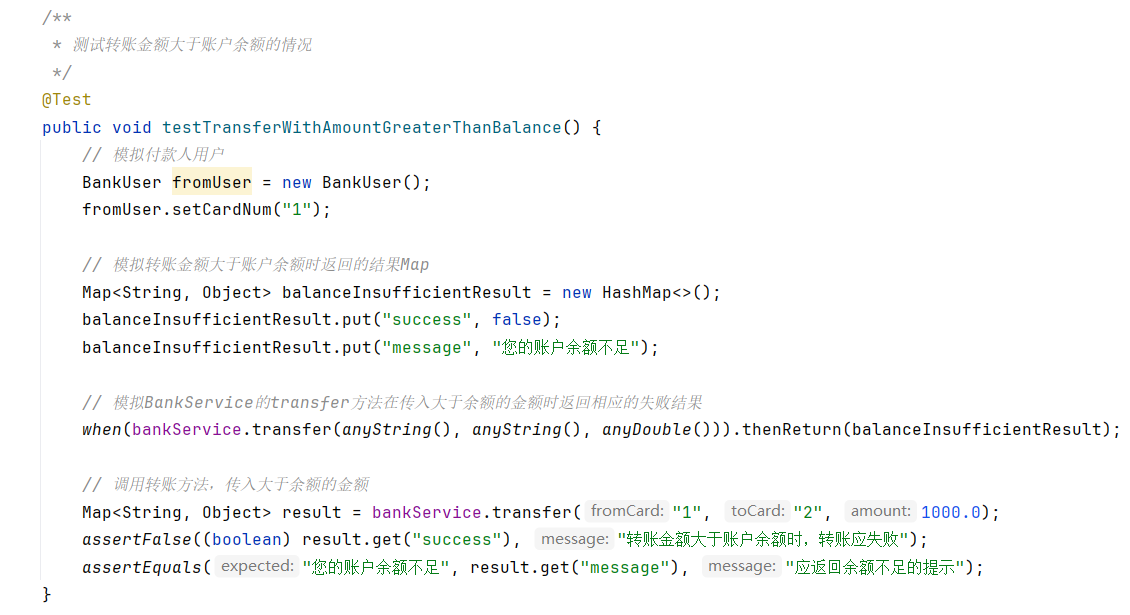 /**
 * 测试转账金额大于账户余额的情况
 */
@Test
public void testTransferWithAmountGreaterThanBalance() {
    // 模拟付款人用户
    BankUser fromUser = new BankUser();
    fromUser.setCardNum("1");

    // 模拟转账金额大于账户余额时返回的结果Map
    Map<String, Object> balanceInsufficientResult = new HashMap<>();
    balanceInsufficientResult.put("success", false);
    balanceInsufficientResult.put("message", "您的账户余额不足");

    // 模拟BankService的transfer方法在传入大于余额的金额时返回相应的失败结果
    when(bankService.transfer(anyString(), anyString(), anyDouble())).thenReturn(balanceInsufficientResult);

    // 调用转账方法，传入大于余额的金额
    Map<String, Object> result = bankService.transfer( fromCard: "1", toCard: "2", amount: 1000.0);
    assertFalse((boolean) result.get("success"), message: "转账金额大于账户余额时，转账应失败");
    assertEquals( expected: "您的账户余额不足", result.get("message"), message: "应返回余额不足的提示");
}